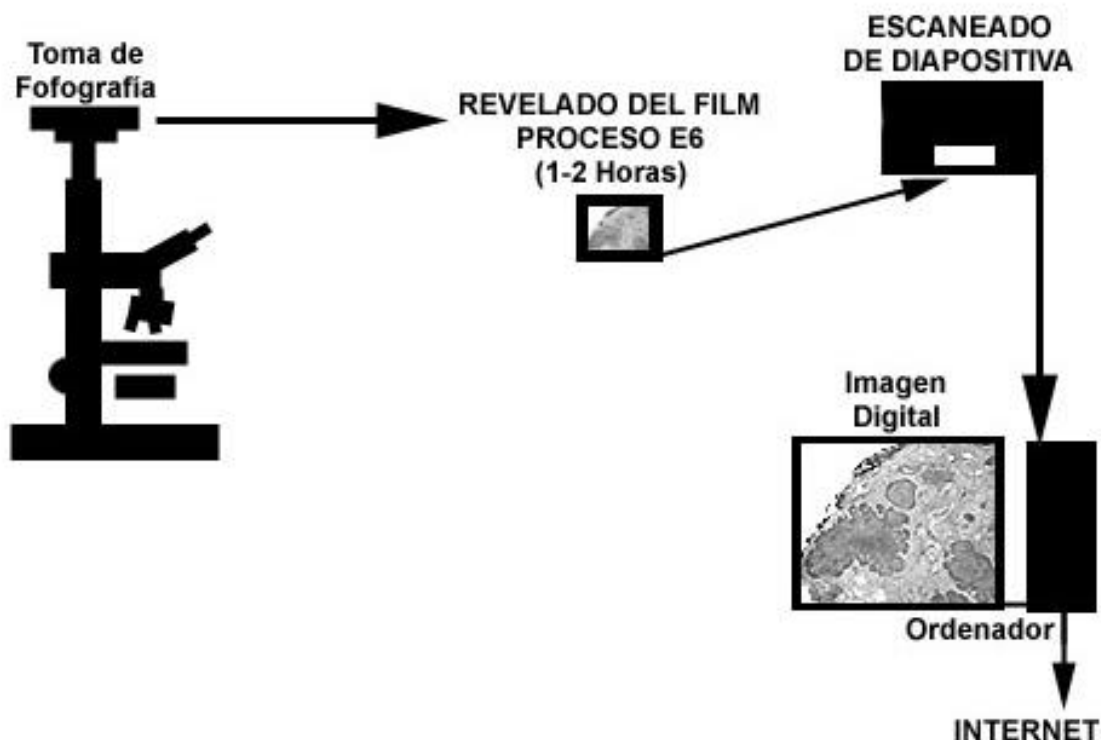 Toma de
Fofografía
REVELADO DEL FILM
PROCESO E6
(1-2 Horas)
ESCANEADO
DE DIAPOSITIVA
Imagen
Digital
Ordenador
INTERNET